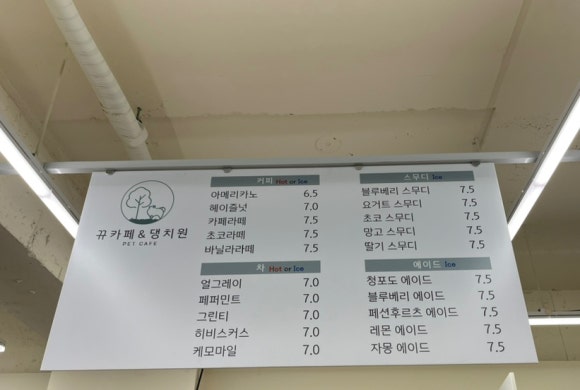 뀨카페&댕치원
PET CAFE
커피 Hot or Ice
아메리카노 6.5
헤이즐넛 7.0
카페라떼 7.5
초코라떼 7.5
바닐라라떼 7.5
스무디 Ice
블루베리 스무디 7.5
요거트 스무디 7.5
초코 스무디 7.5
망고 스무디 7.5
딸기 스무디 7.5
차 Hot or Ice
얼그레이 7.0
페퍼민트 7.0
그린티 7.0
히비스커스 7.0
케모마일 7.0
에이드 Ice
청포도 에이드 7.5
블루베리 에이드 7.5
패션후르츠 에이드 7.5
레몬 에이드 7.5
자몽 에이드 7.5